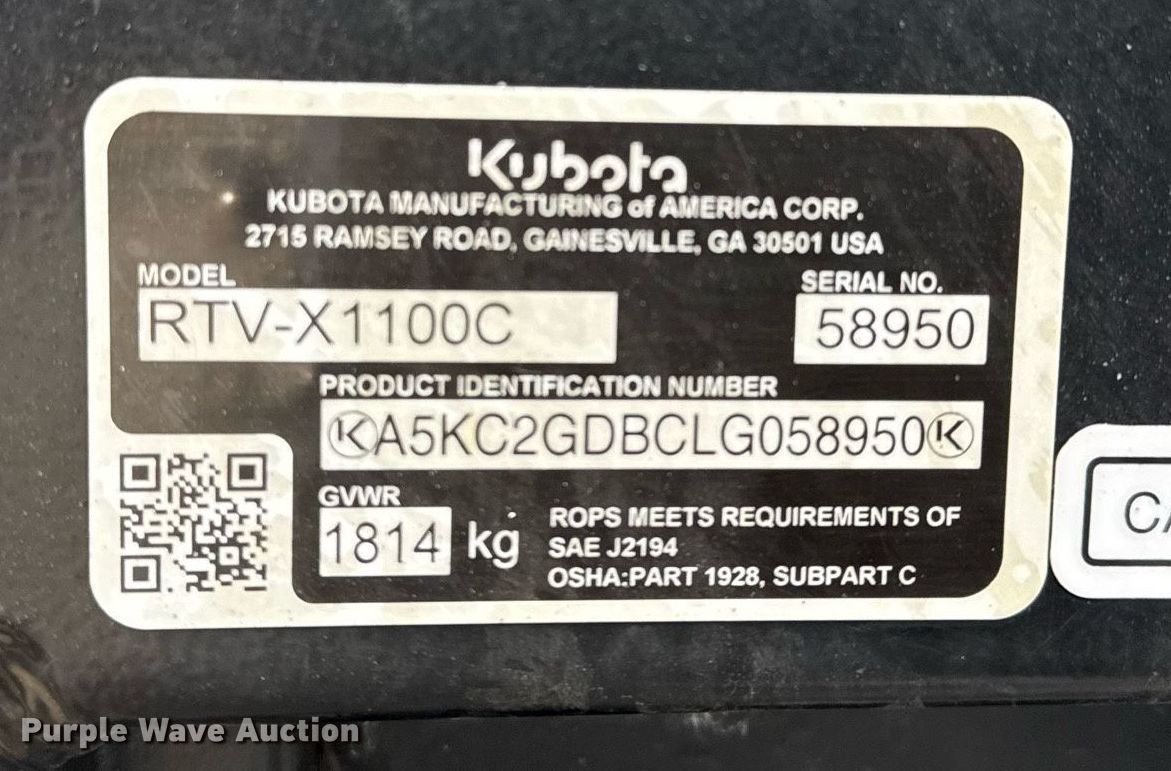 Kubota
KUBOTA MANUFACTURING of AMERICA CORP.
2715 RAMSEY ROAD, GAINESVILLE, GA 30501 USA
MODEL
RTV-X1100C
SERIAL NO.
58950
PRODUCT IDENTIFICATION NUMBER
A5KC2GDBCLG058950
GVWR
1814 kg
ROPS MEETS REQUIREMENTS OF
SAE J2194
OSHA:PART 1928, SUBPART C
Purple Wave Auction